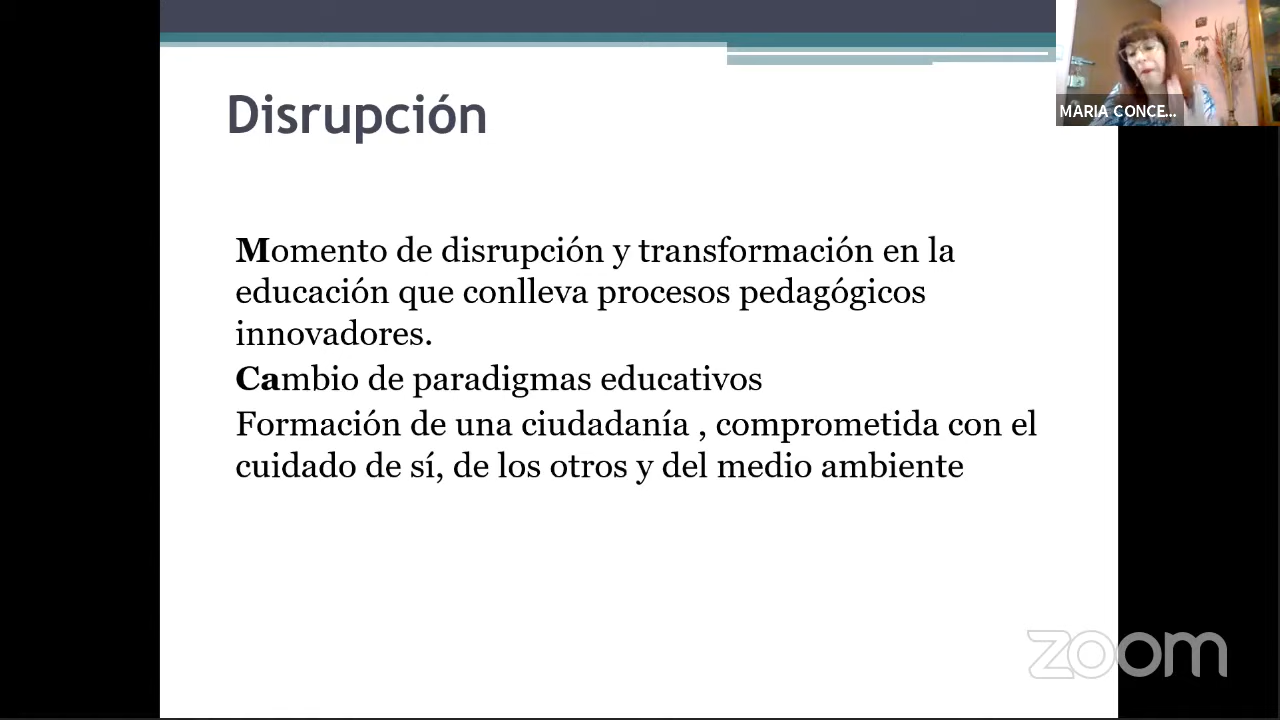 MARIA CONCE...
Disrupción
Momento de disrupción y transformación en la
educación que conlleva procesos pedagógicos
innovadores.
Cambio de paradigmas educativos
Formación de una ciudadanía , comprometida con el
cuidado de sí, de los otros y del medio ambiente
zoom